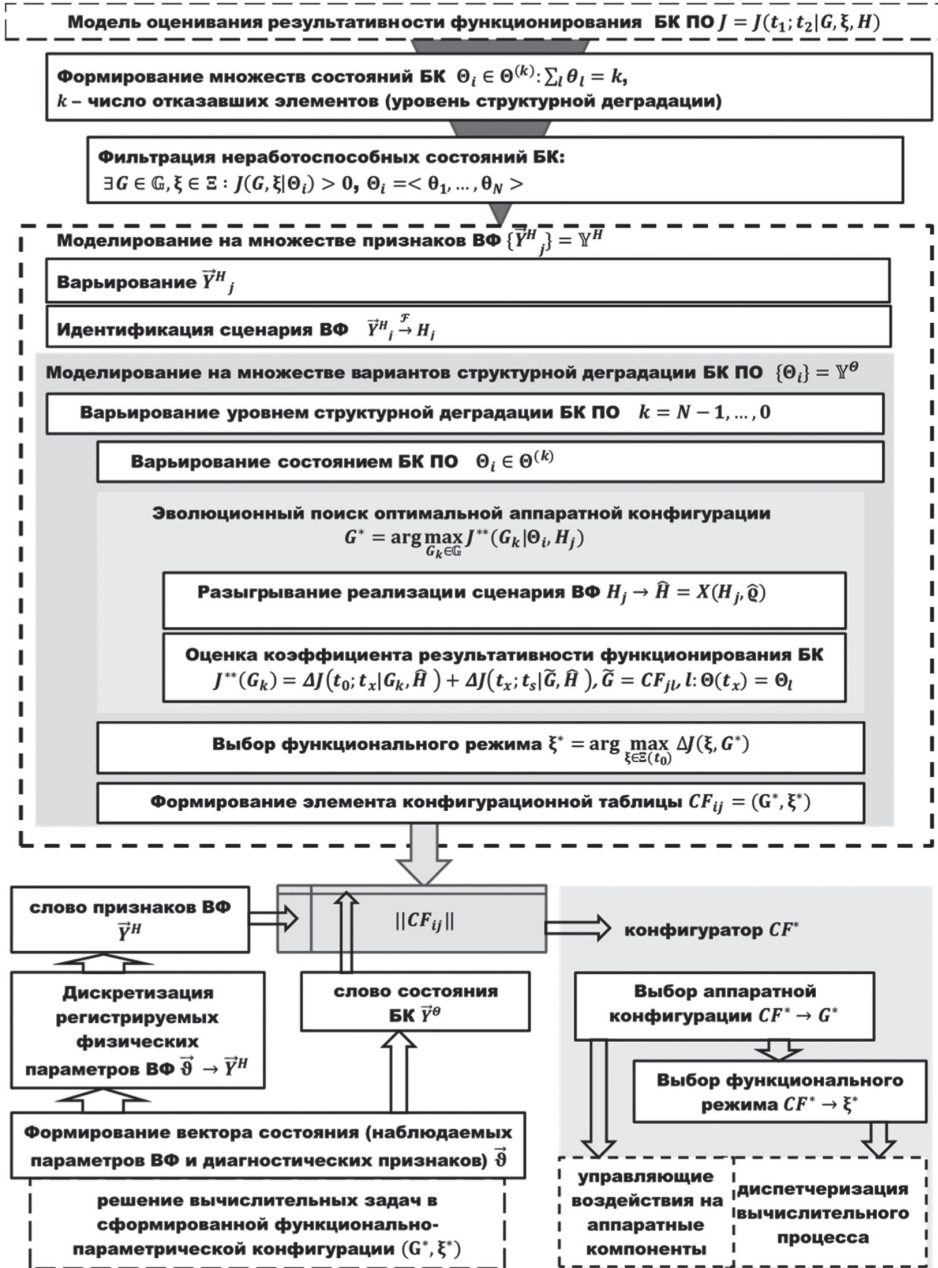 Модель оценивания результативности функционирования БК ПО J = J(t₁; t₂|G, ξ, H)
Формирование множеств состояний БК Θᵢ ∈ Θ⁽ᵏ⁾: ∑ₗ θₗ = k,
k – число отказавших элементов (уровень структурной деградации)
Фильтрация неработоспособных состояний БК:
∃G ∈ 𝔾, ξ ∈ Ξ : J(G, ξ|Θᵢ) > 0, Θᵢ =< θ₁, … , θ_N >
Моделирование на множестве признаков ВФ {Y⃗ᴴⱼ} = 𝕐ᴴ
Варьирование Y⃗ᴴⱼ
Идентификация сценария ВФ Y⃗ᴴⱼ →^ℱ Hⱼ
Моделирование на множестве вариантов структурной деградации БК ПО {Θᵢ} = 𝕐^Θ
Варьирование уровнем структурной деградации БК ПО k = N − 1, … , 0
Варьирование состоянием БК ПО Θᵢ ∈ Θ⁽ᵏ⁾
Эволюционный поиск оптимальной аппаратной конфигурации
G* = arg max J**(Gₖ|Θᵢ, Hⱼ)
Gₖ∈𝔾
Разыгрывание реализации сценария ВФ Hⱼ → Ĥ = X(Hⱼ, ϱ̂)
Оценка коэффициента результативности функционирования БК
J**(Gₖ) = ΔJ(t₀; tₓ|Gₖ, Ĥ ) + ΔJ(tₓ; tₛ|G̃, Ĥ ), G̃ = CFⱼₗ, l: Θ(tₓ) = Θₗ
Выбор функционального режима ξ* = arg max ΔJ(ξ, G*)
ξ∈Ξ(t₀)
Формирование элемента конфигурационной таблицы CFᵢⱼ = (G*, ξ*)
слово признаков ВФ
Y⃗ᴴ
||CFᵢⱼ||
конфигуратор CF*
Дискретизация
регистрируемых
физических
параметров ВФ ϑ⃗ → Y⃗ᴴ
слово состояния
БК Y⃗^Θ
Выбор аппаратной
конфигурации CF* → G*
Выбор функционального
режима CF* → ξ*
Формирование вектора состояния (наблюдаемых
параметров ВФ и диагностических признаков) ϑ⃗
решение вычислительных задач в
сформированной функционально-
параметрической конфигурации (G*, ξ*)
управляющие
воздействия на
аппаратные
компоненты
диспетчеризация
вычислительного
процесса